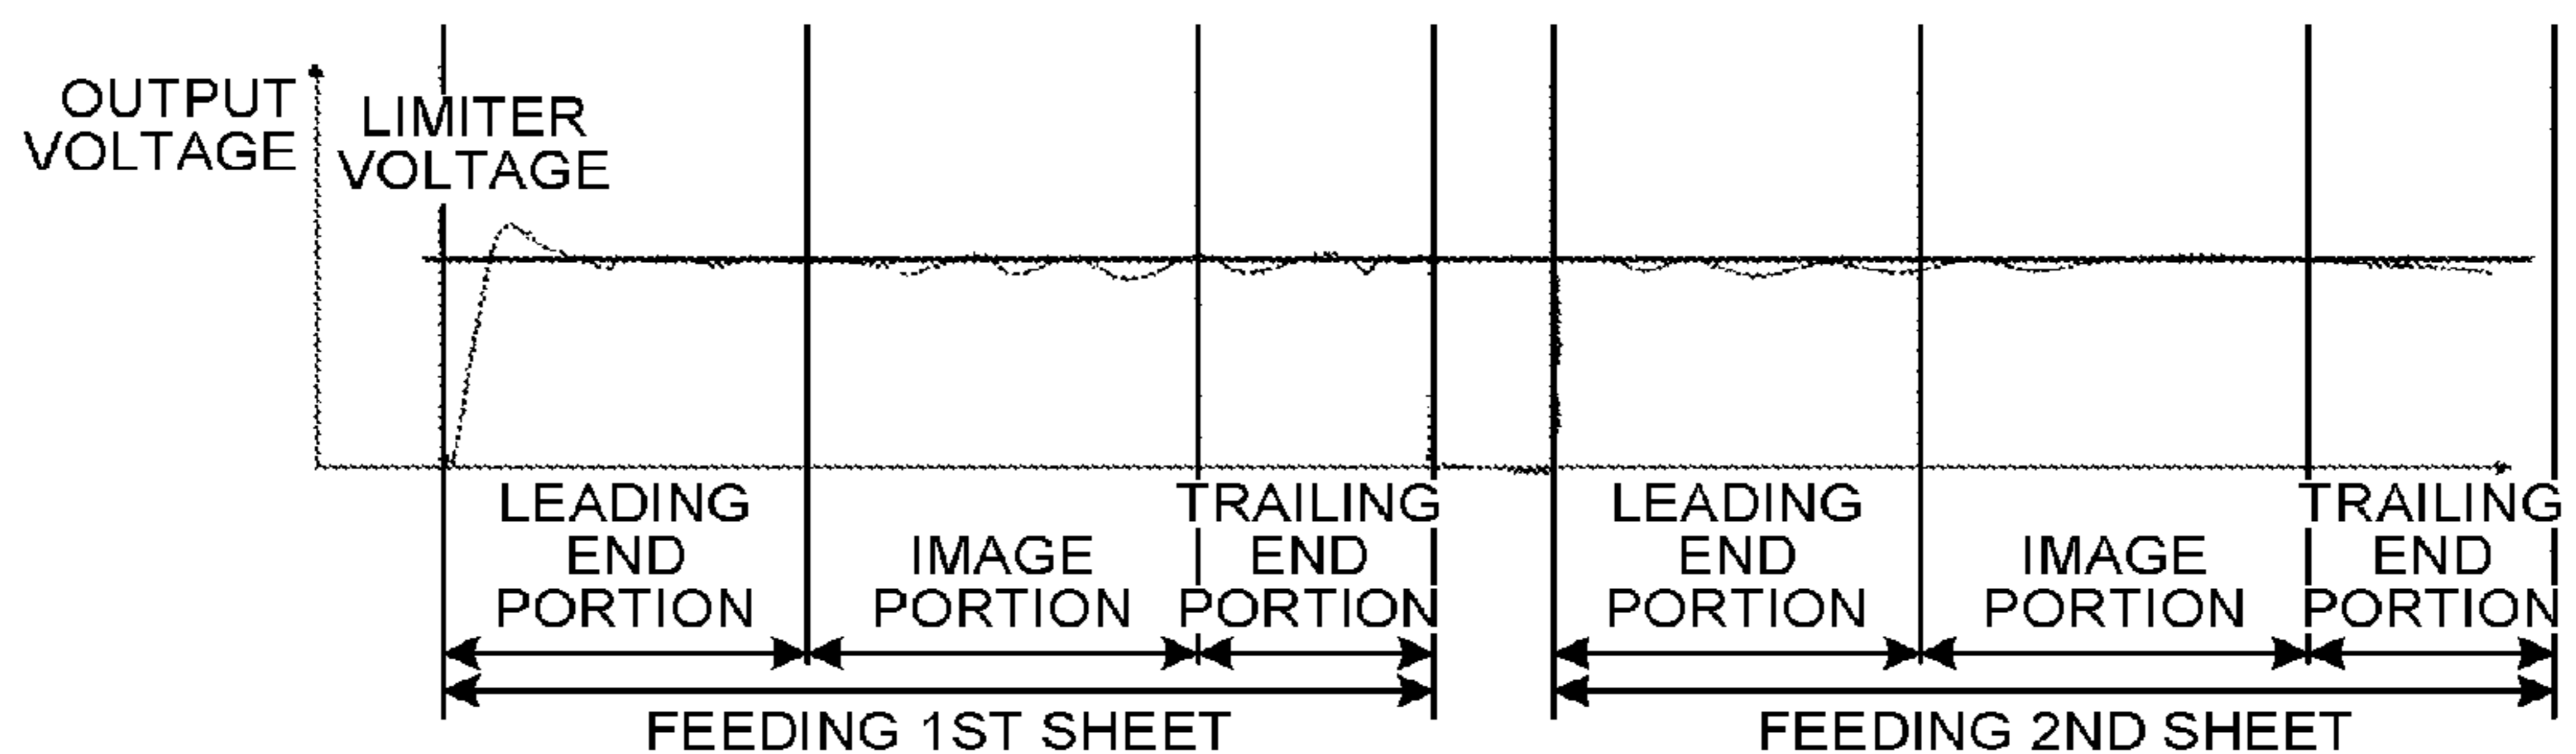 OUTPUT
VOLTAGE
LIMITER
VOLTAGE
LEADING
END
PORTION
IMAGE
PORTION
TRAILING
END
PORTION
LEADING
END
PORTION
IMAGE
PORTION
TRAILING
END
PORTION
FEEDING 1ST SHEET
FEEDING 2ND SHEET